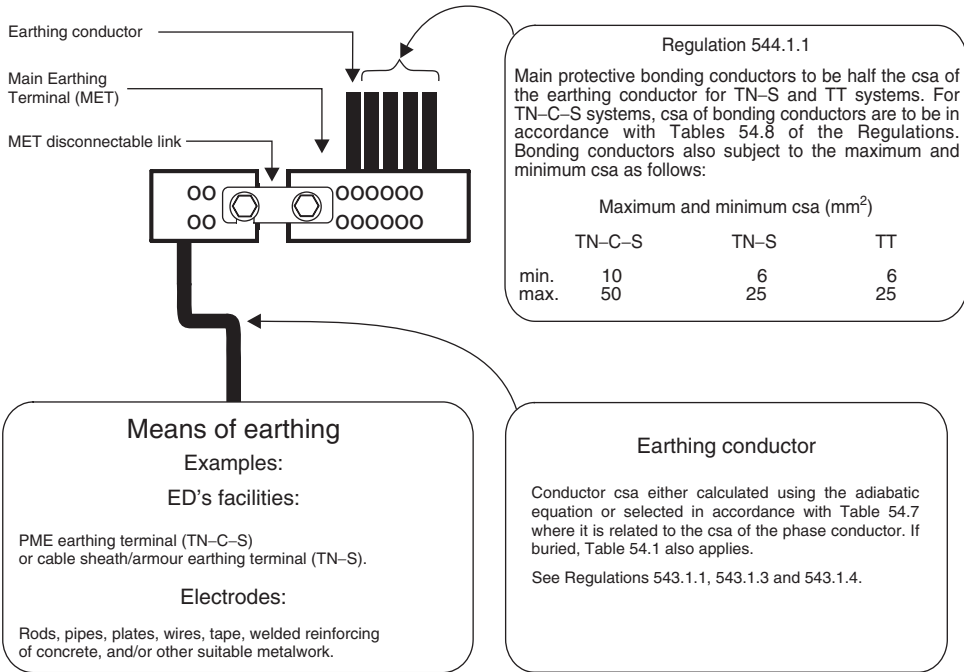 Earthing conductor
Main Earthing
Terminal (MET)
MET disconnectable link
OO OOOOOO
OO OOOOOO
Regulation 544.1.1
Main protective bonding conductors to be half the csa of
the earthing conductor for TN–S and TT systems. For
TN–C–S systems, csa of bonding conductors are to be in
accordance with Tables 54.8 of the Regulations.
Bonding conductors also subject to the maximum and
minimum csa as follows:
Maximum and minimum csa (mm²)
TN–C–S TN–S TT
min. 10 6 6
max. 50 25 25
Means of earthing
Examples:
ED's facilities:
PME earthing terminal (TN–C–S)
or cable sheath/armour earthing terminal (TN–S).
Electrodes:
Rods, pipes, plates, wires, tape, welded reinforcing
of concrete, and/or other suitable metalwork.
Earthing conductor
Conductor csa either calculated using the adiabatic
equation or selected in accordance with Table 54.7
where it is related to the csa of the phase conductor. If
buried, Table 54.1 also applies.
See Regulations 543.1.1, 543.1.3 and 543.1.4.